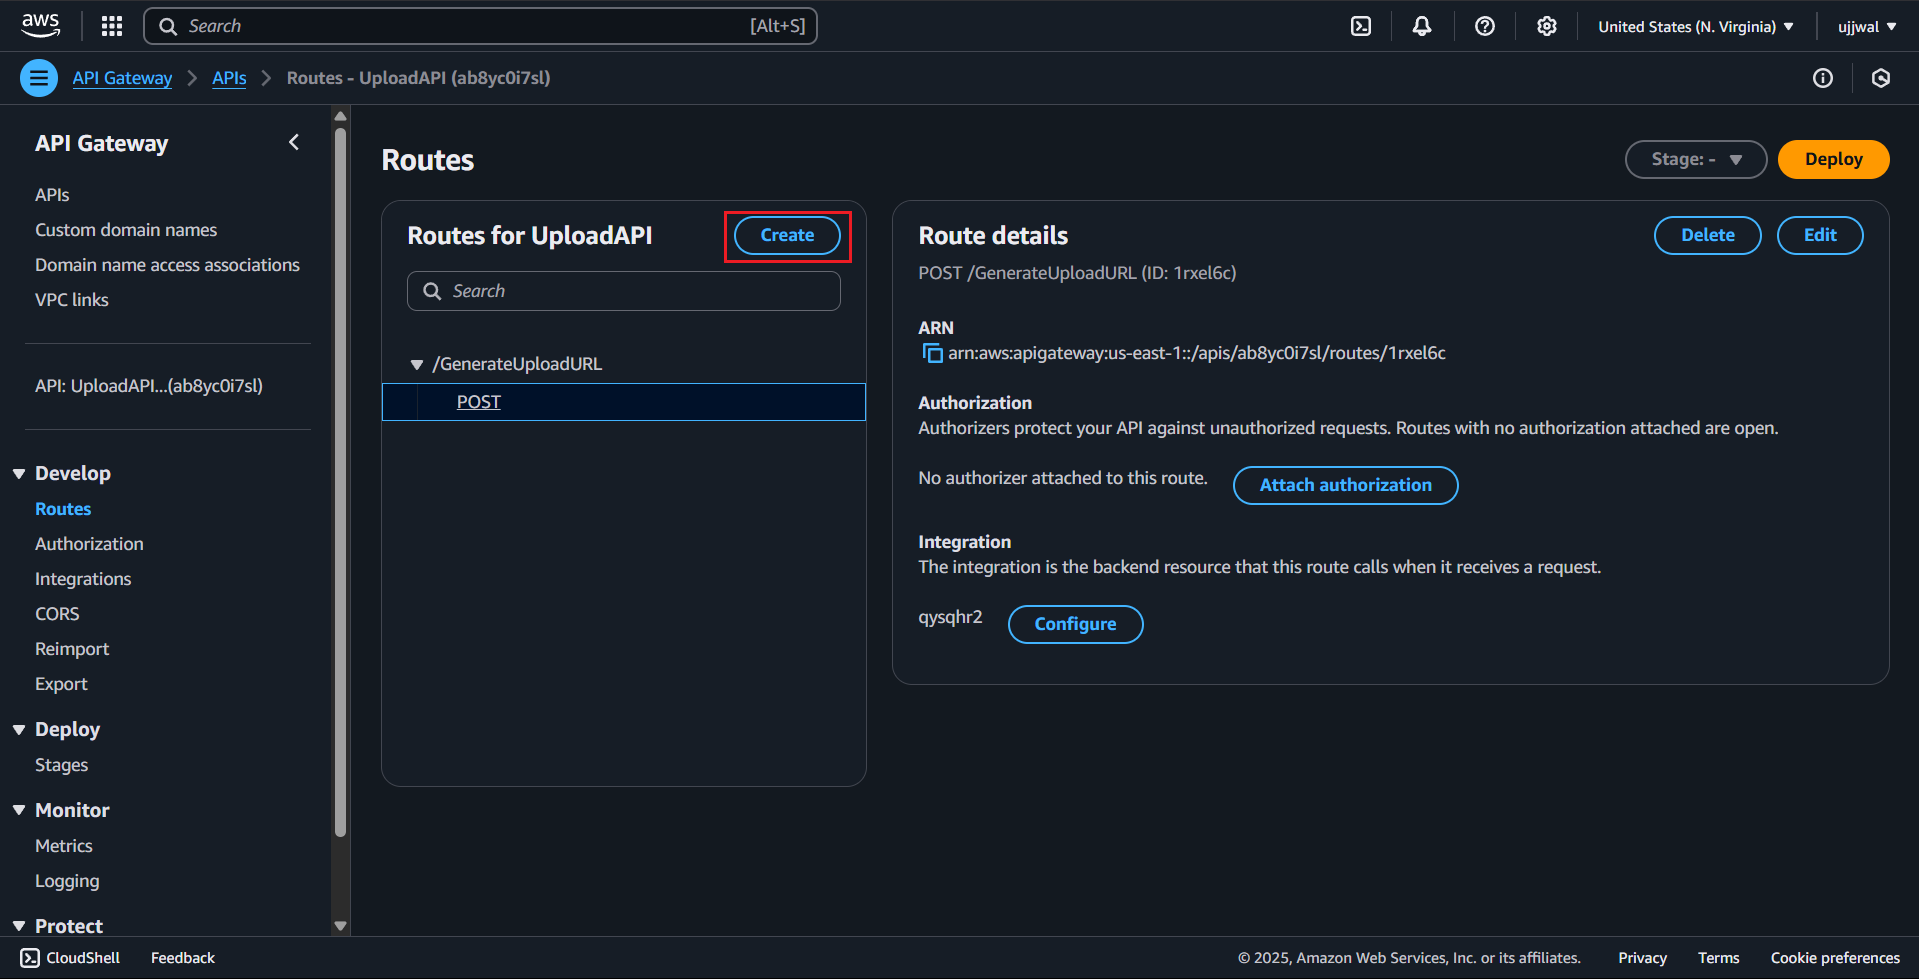 aws
Search [Alt+S]
United States (N. Virginia)
ujjwal
API Gateway
APIs
Routes - UploadAPI (ab8yc0i7sl)
API Gateway
APIs
Custom domain names
Domain name access associations
VPC links
API: UploadAPI...(ab8yc0i7sl)
Develop
Routes
Authorization
Integrations
CORS
Reimport
Export
Deploy
Stages
Monitor
Metrics
Logging
Protect
Routes
Stage: -
Deploy
Routes for UploadAPI
Create
Search
/GenerateUploadURL
POST
Route details
Delete
Edit
POST /GenerateUploadURL (ID: 1rxel6c)
ARN
arn:aws:apigateway:us-east-1::/apis/ab8yc0i7sl/routes/1rxel6c
Authorization
Authorizers protect your API against unauthorized requests. Routes with no authorization attached are open.
No authorizer attached to this route.
Attach authorization
Integration
The integration is the backend resource that this route calls when it receives a request.
qysqhr2
Configure
CloudShell
Feedback
© 2025, Amazon Web Services, Inc. or its affiliates.
Privacy
Terms
Cookie preferences